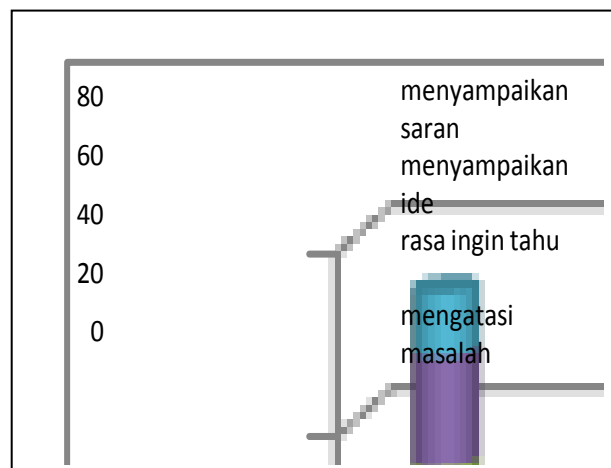 80
60
40
20
0
menyampaikan
saran
menyampaikan
ide
rasa ingin tahu
mengatasi
masalah